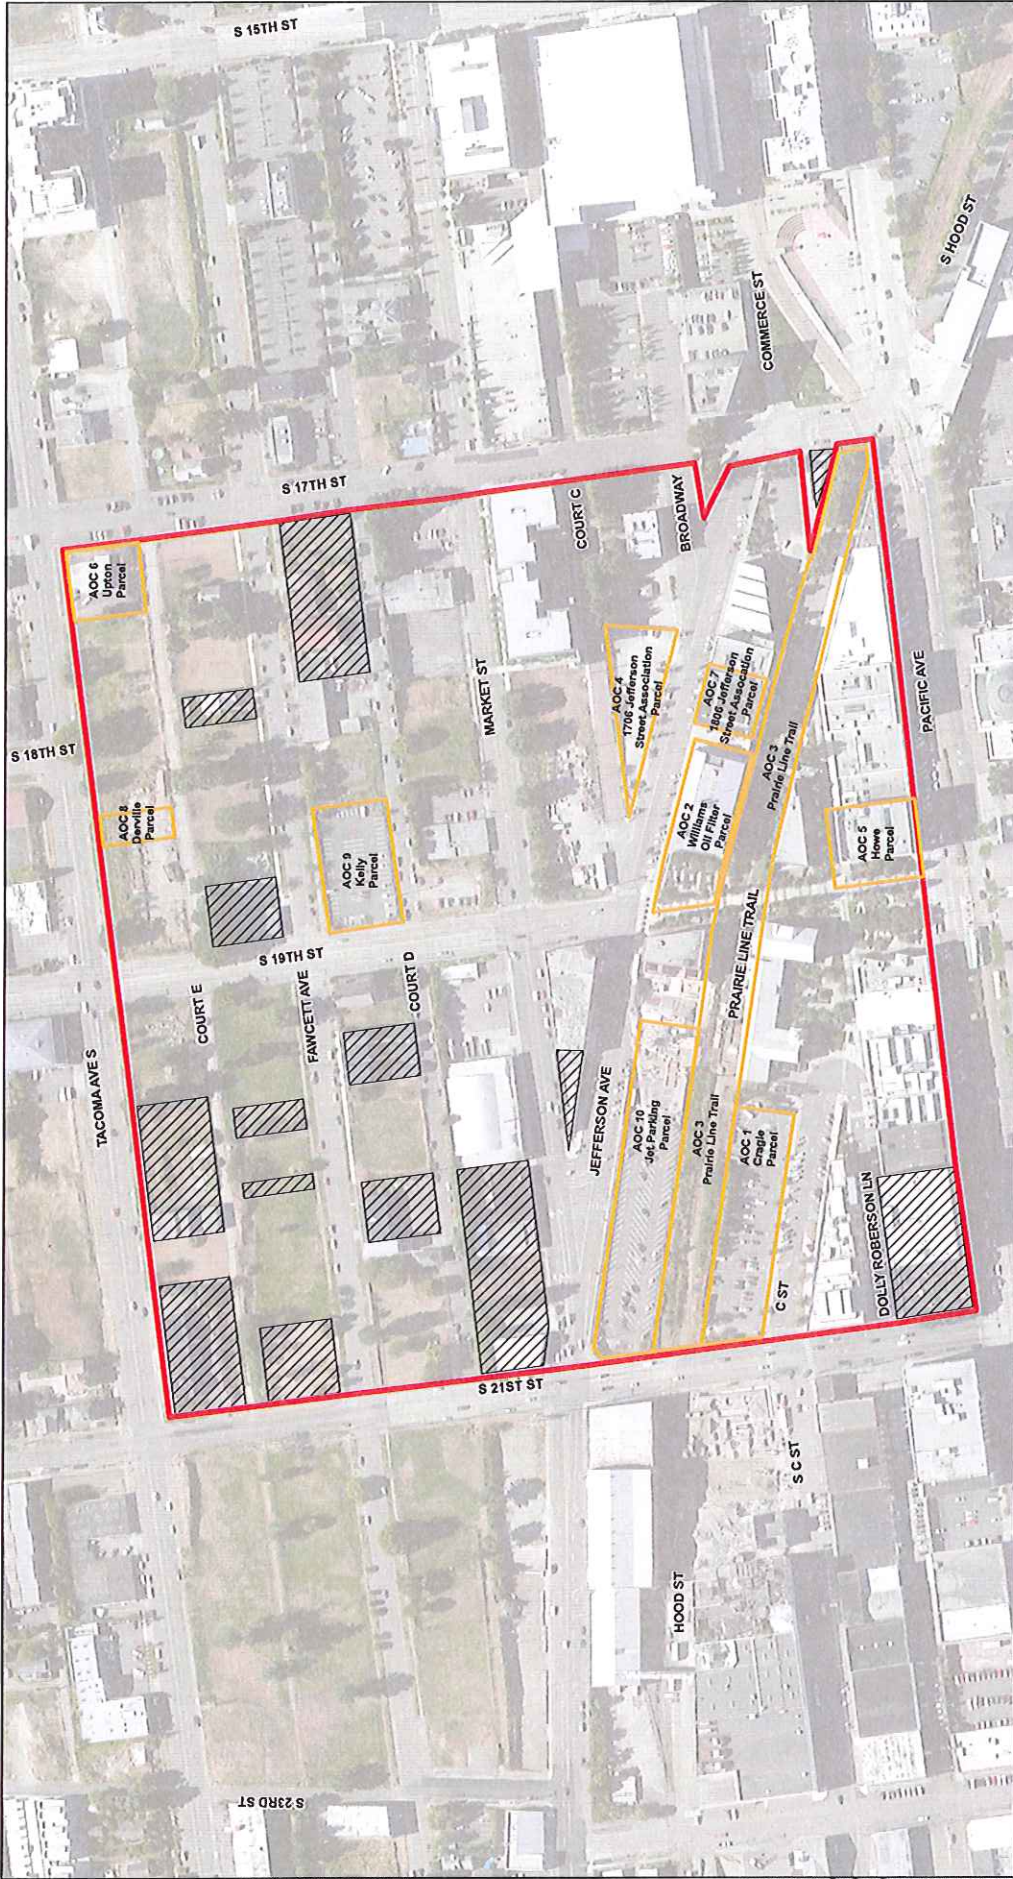 S 15TH ST
S HOOD ST
COMMERCE ST
S 17TH ST
BROADWAY
COURT C
AOC 6
Upton
Parcel
MARKET ST
AOC 4
1706 Jefferson
Street Association
Parcel
AOC 7
1806 Jefferson
Street Assocation
Parcel
PACIFIC AVE
S 18TH ST
AOC 3
Prairie Line Trail
AOC 8
Derville
Parcel
AOC 2
Williams
Oil Filter
Parcel
AOC 9
Kelly
Parcel
AOC 5
Howe
Parcel
S 19TH ST
PRAIRIE LINE TRAIL
COURT E
FAWCETT AVE
COURT D
TACOMA AVE S
JEFFERSON AVE
AOC 10
Jet Parking
Parcel
AOC 3
Prairie Line Trail
AOC 1
Cragle
Parcel
C ST
DOLLY ROBERSON LN
S 21ST ST
S C ST
HOOD ST
S 23RD ST